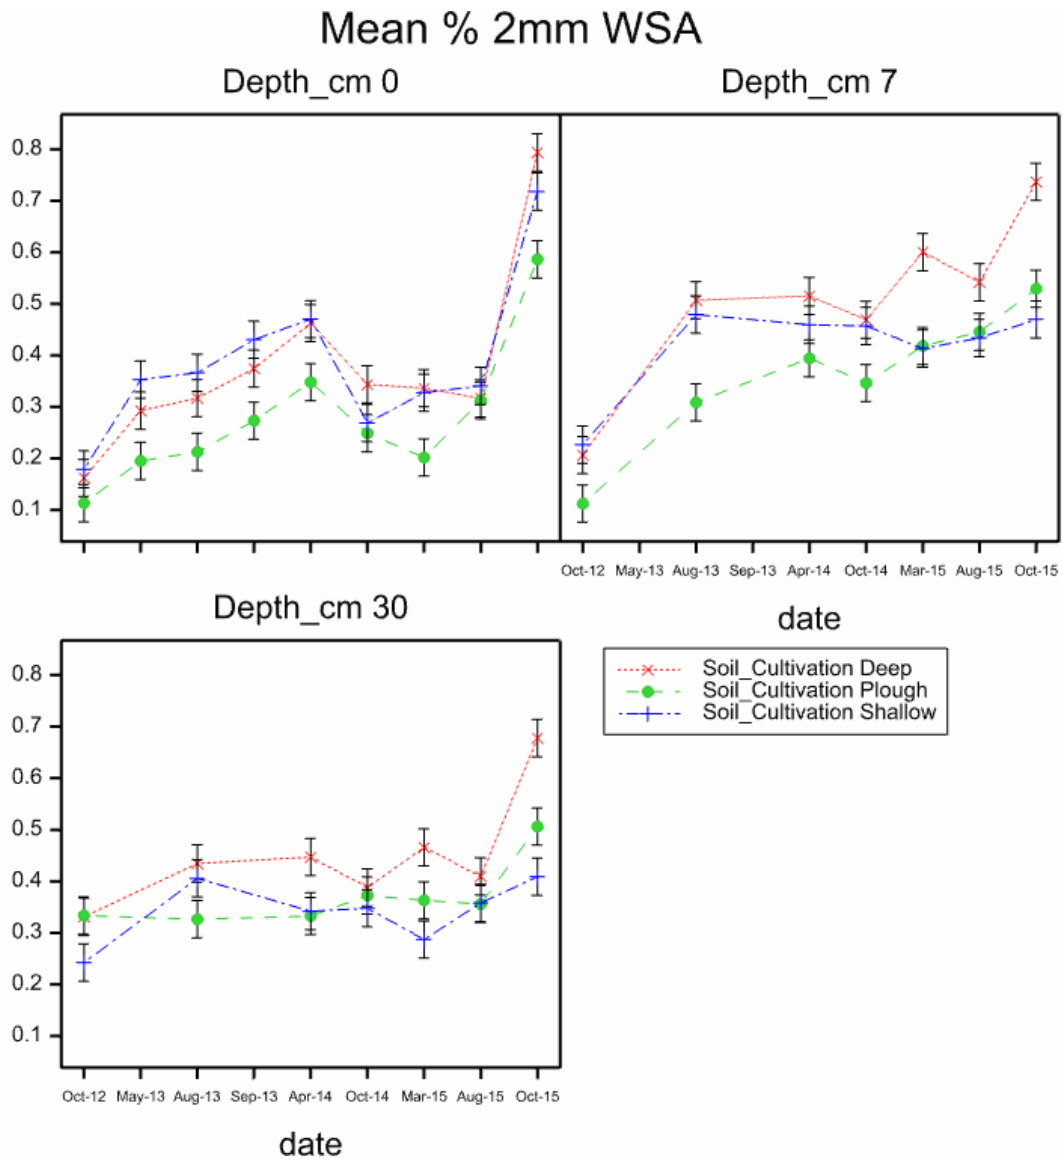 Mean % 2mm WSA
Depth_cm 0
Depth_cm 7
0.8
0.7
0.6
0.5
0.4
0.3
0.2
0.1
Oct-12 May-13 Aug-13 Sep-13 Apr-14 Oct-14 Mar-15 Aug-15 Oct-15
date
Depth_cm 30
0.8
0.7
0.6
0.5
0.4
0.3
0.2
0.1
Oct-12 May-13 Aug-13 Sep-13 Apr-14 Oct-14 Mar-15 Aug-15 Oct-15
date
Soil_Cultivation Deep
Soil_Cultivation Plough
Soil_Cultivation Shallow